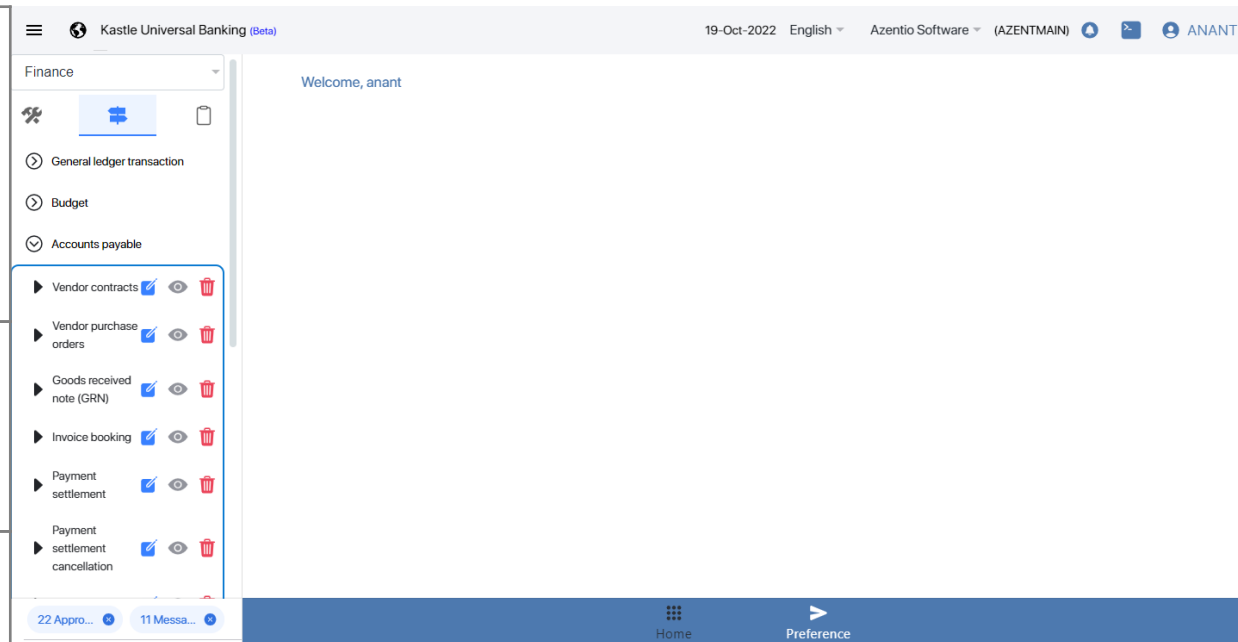 Kastle Universal Banking (Beta)
19-Oct-2022 English Azentio Software (AZENTMAIN) ANANT
Finance
Welcome, anant
General ledger transaction
Budget
Accounts payable
Vendor contracts
Vendor purchase
orders
Goods received
note (GRN)
Invoice booking
Payment
settlement
Payment
settlement
cancellation
22 Appro... 11 Messa...
Home Preference